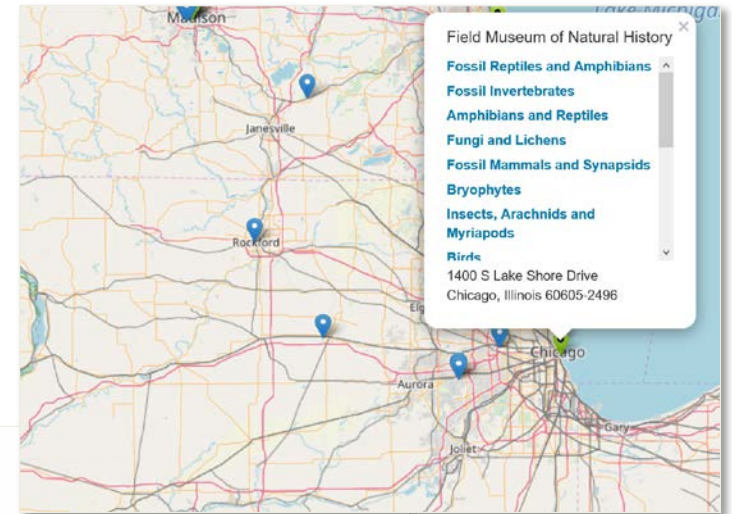 Madison
Lake Michigan
Field Museum of Natural History
×
Fossil Reptiles and Amphibians
Fossil Invertebrates
Amphibians and Reptiles
Fungi and Lichens
Fossil Mammals and Synapsids
Bryophytes
Insects, Arachnids and
Myriapods
Birds
1400 S Lake Shore Drive
Chicago, Illinois 60605-2496
Janesville
Rockford
Elg
Chicago
Aurora
Gary
Joliet